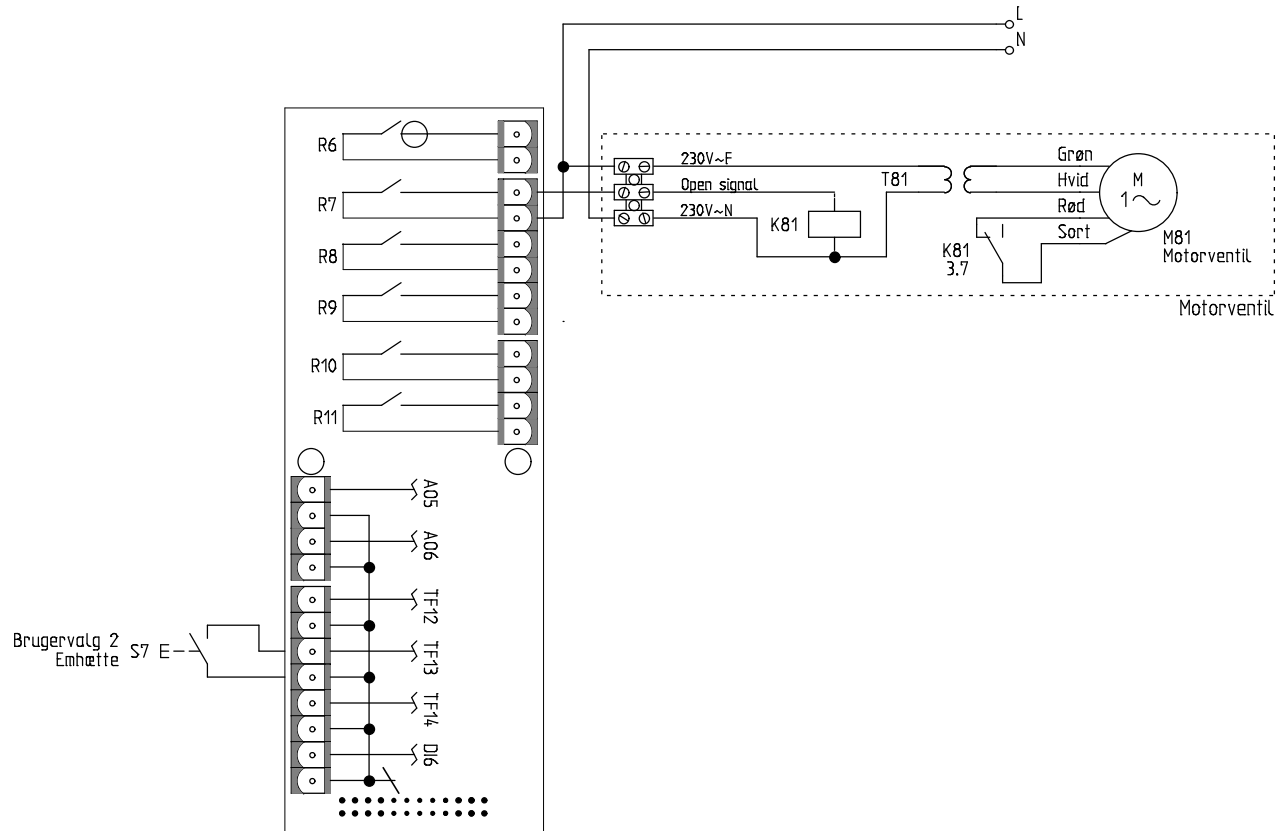 L
N
R6
R7
R8
R9
R10
R11
230V~F
Open signal
230V~N
K81
T81
Grøn
Hvid
Rød
Sort
M
1~
K81
3.7
M81
Motorventil
Motorventil
AO5
AO6
TF12
TF13
TF14
DI6
Brugervalg 2
Emhætte
S7